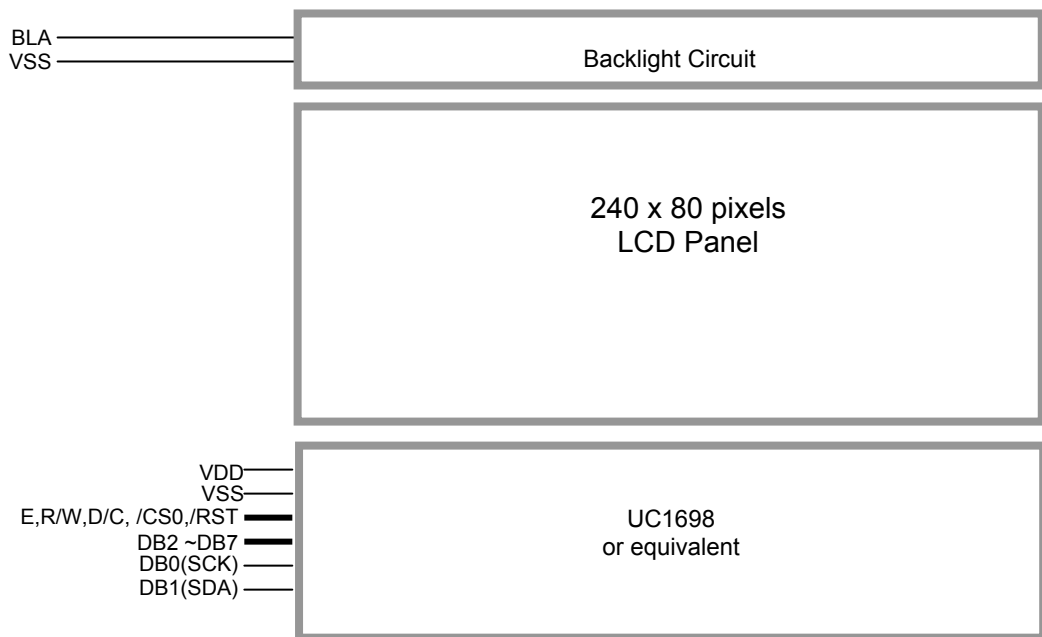 BLA
VSS
Backlight Circuit
240 x 80 pixels
LCD Panel
VDD
VSS
E,R/W,D/C, /CS0,/RST
DB2 ~DB7
DB0(SCK)
DB1(SDA)
UC1698
or equivalent